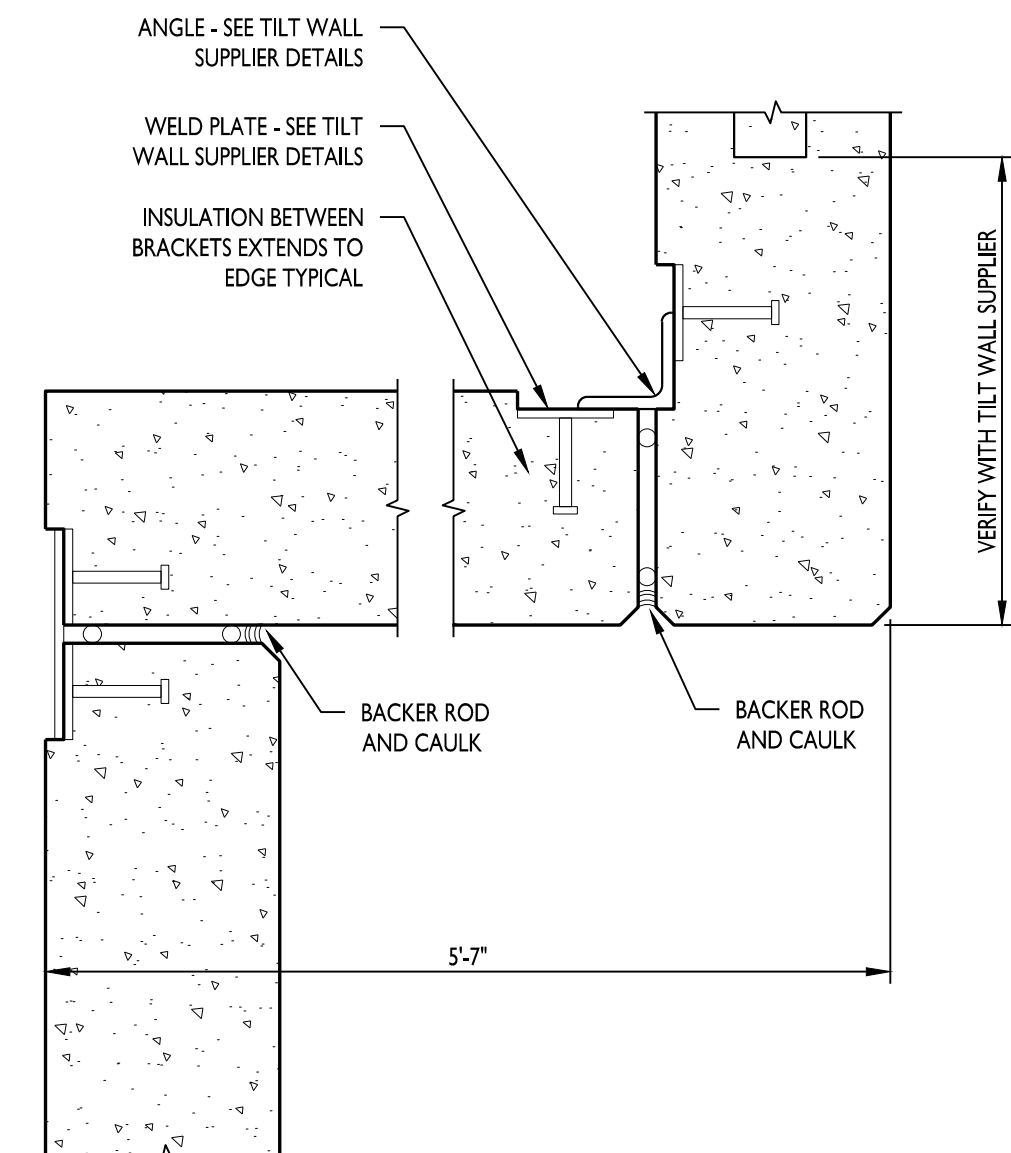 ANGLE - SEE TILT WALL
SUPPLIER DETAILS
WELD PLATE - SEE TILT
WALL SUPPLIER DETAILS
INSULATION BETWEEN
BRACKETS EXTENDS TO
EDGE TYPICAL
VERIFY WITH TILT WALL SUPPLIER
BACKER ROD
AND CAULK
BACKER ROD
AND CAULK
5'-7"